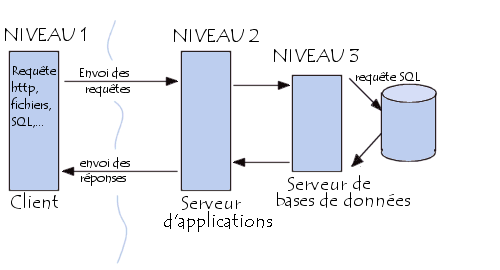 NIVEAU 1
NIVEAU 2
NIVEAU 3
Requête
http,
fichiers,
SQL,...
Envoi des
requêtes
requête SQL
envoi des
réponses
Client
Serveur
d'applications
Serveur de
bases de données